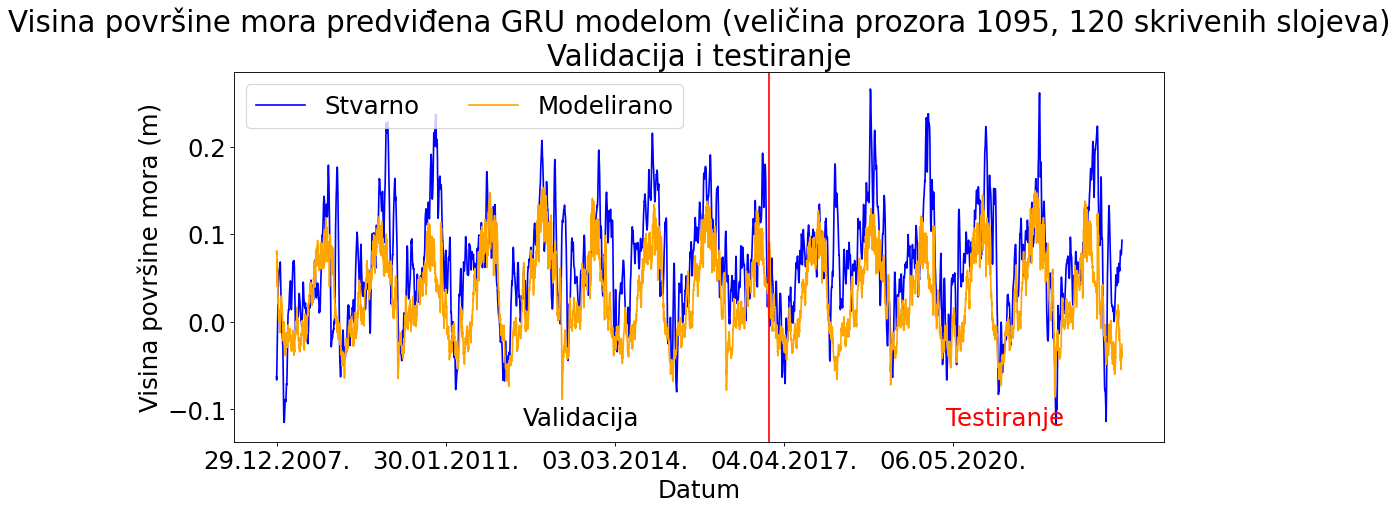 Visina površine mora predviđena GRU modelom (veličina prozora 1095, 120 skrivenih slojeva)
Validacija i testiranje
Stvarno
Modelirano
Visina površine mora (m)
0.2
0.1
0.0
−0.1
Validacija
Testiranje
29.12.2007.
30.01.2011.
03.03.2014.
04.04.2017.
06.05.2020.
Datum